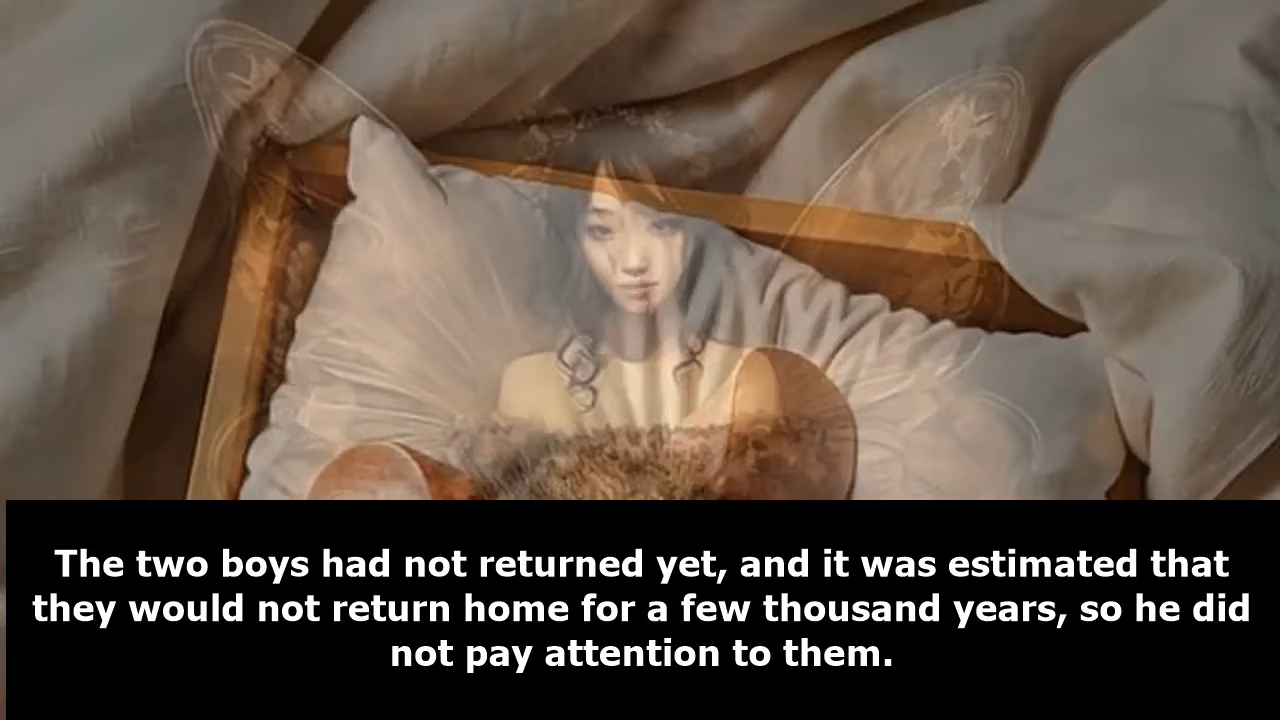 The two boys had not returned yet, and it was estimated that
they would not return home for a few thousand years, so he did
not pay attention to them.